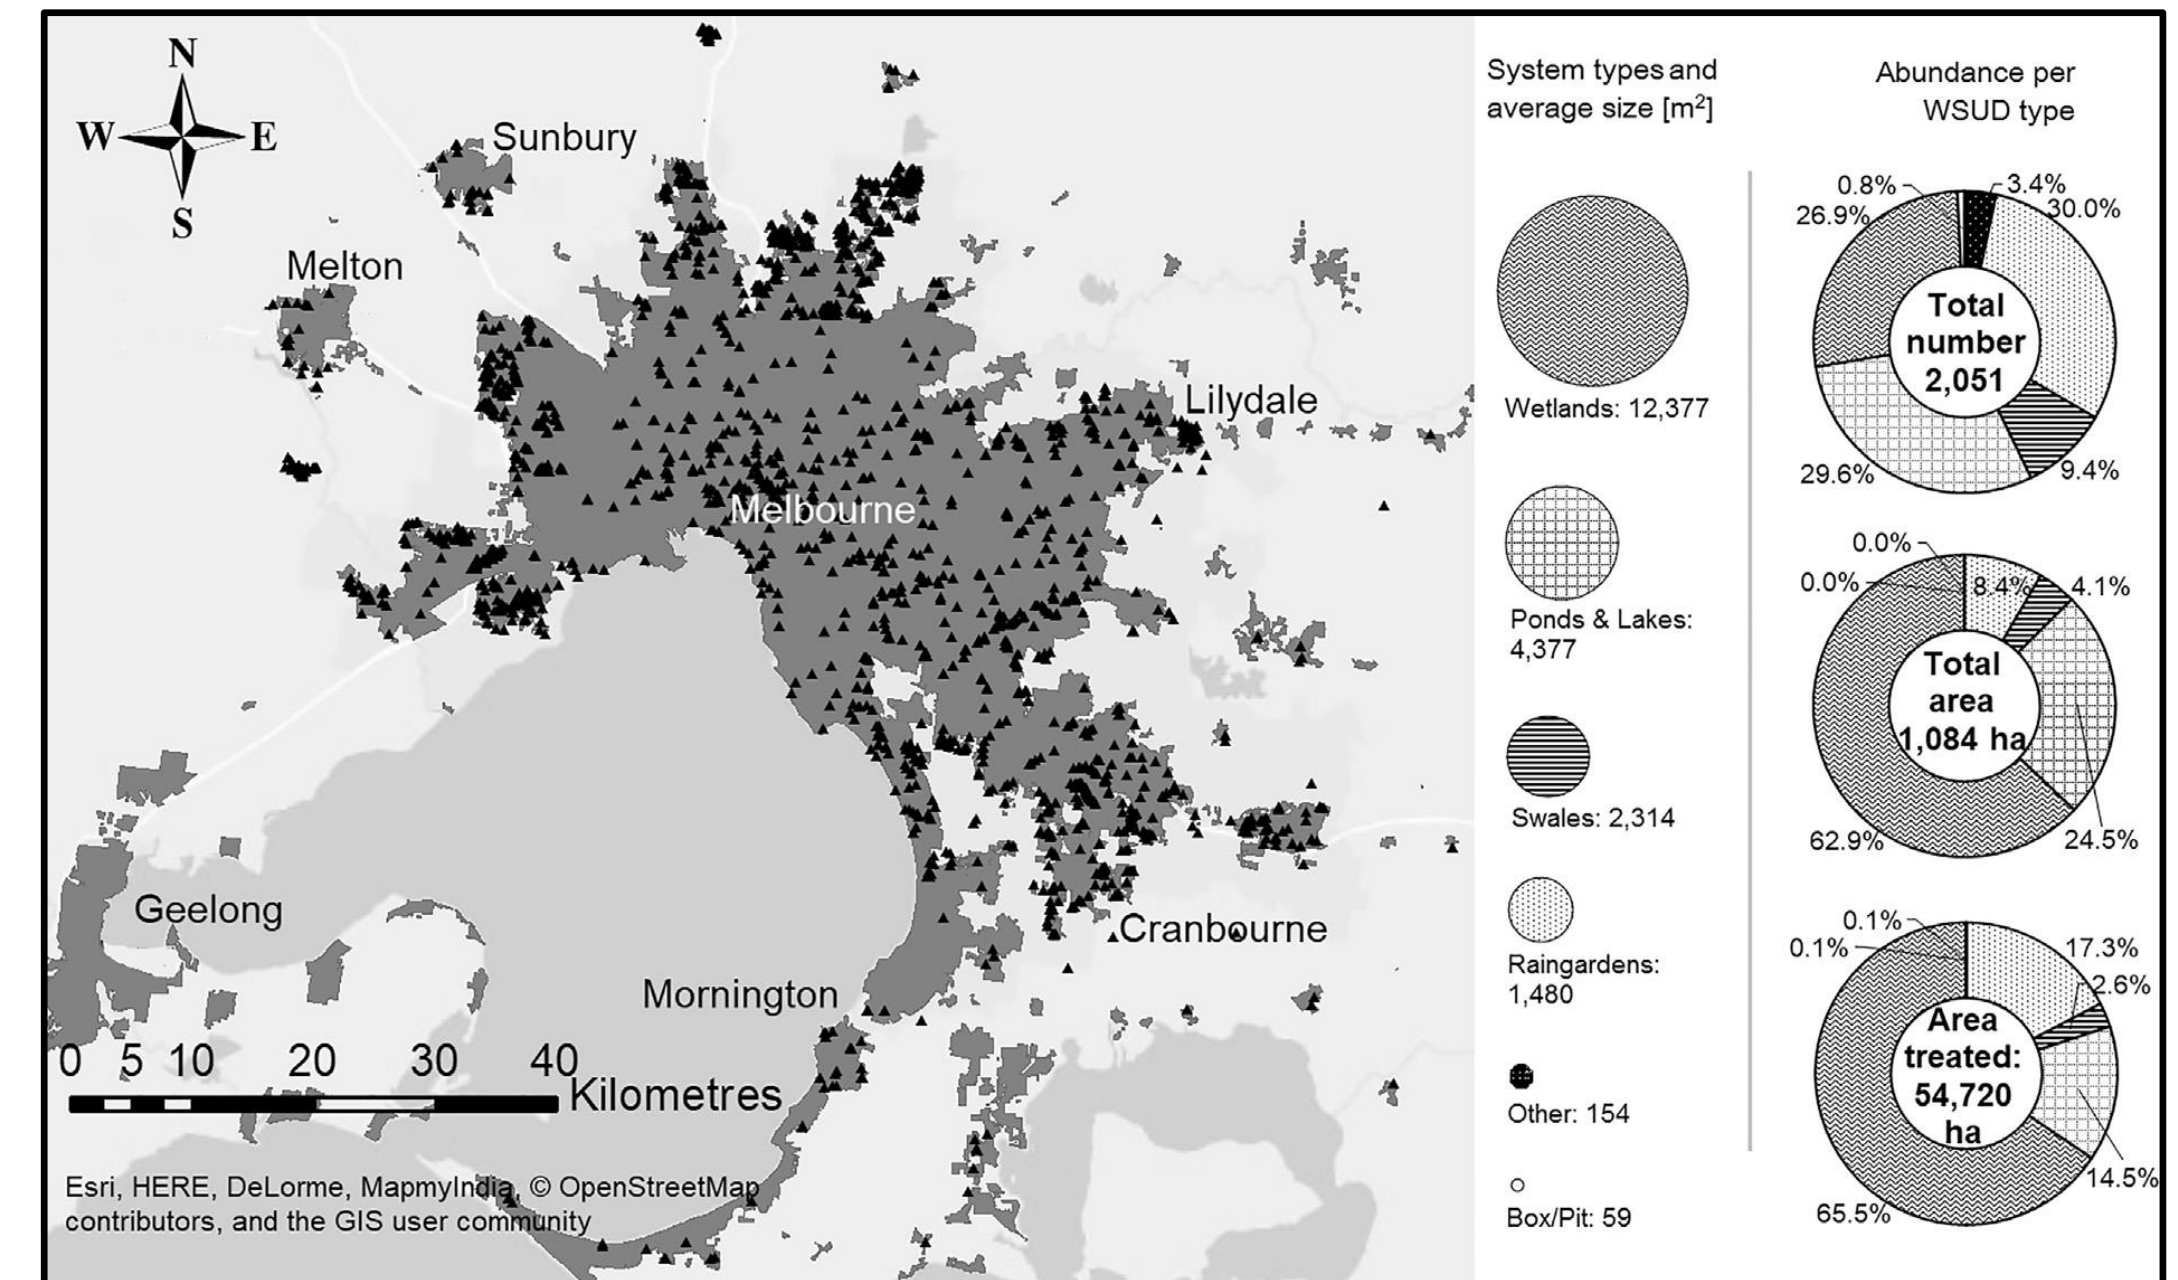 N
W E
S
Sunbury
Melton
Lilydale
Melbourne
Geelong
Cranbourne
Mornington
0 5 10 20 30 40
Kilometres
Esri, HERE, DeLorme, MapmyIndia, © OpenStreetMap
contributors, and the GIS user community
System types and
average size [m²]
Wetlands: 12,377
Ponds & Lakes:
4,377
Swales: 2,314
Raingardens:
1,480
Other: 154
Box/Pit: 59
Abundance per
WSUD type
0.8%
3.4%
26.9%
30.0%
Total
number
2,051
29.6%
9.4%
0.0%
0.0%
8.4%
4.1%
Total
area
1,084 ha
62.9%
24.5%
0.1%
0.1%
17.3%
2.6%
Area
treated:
54,720
ha
14.5%
65.5%